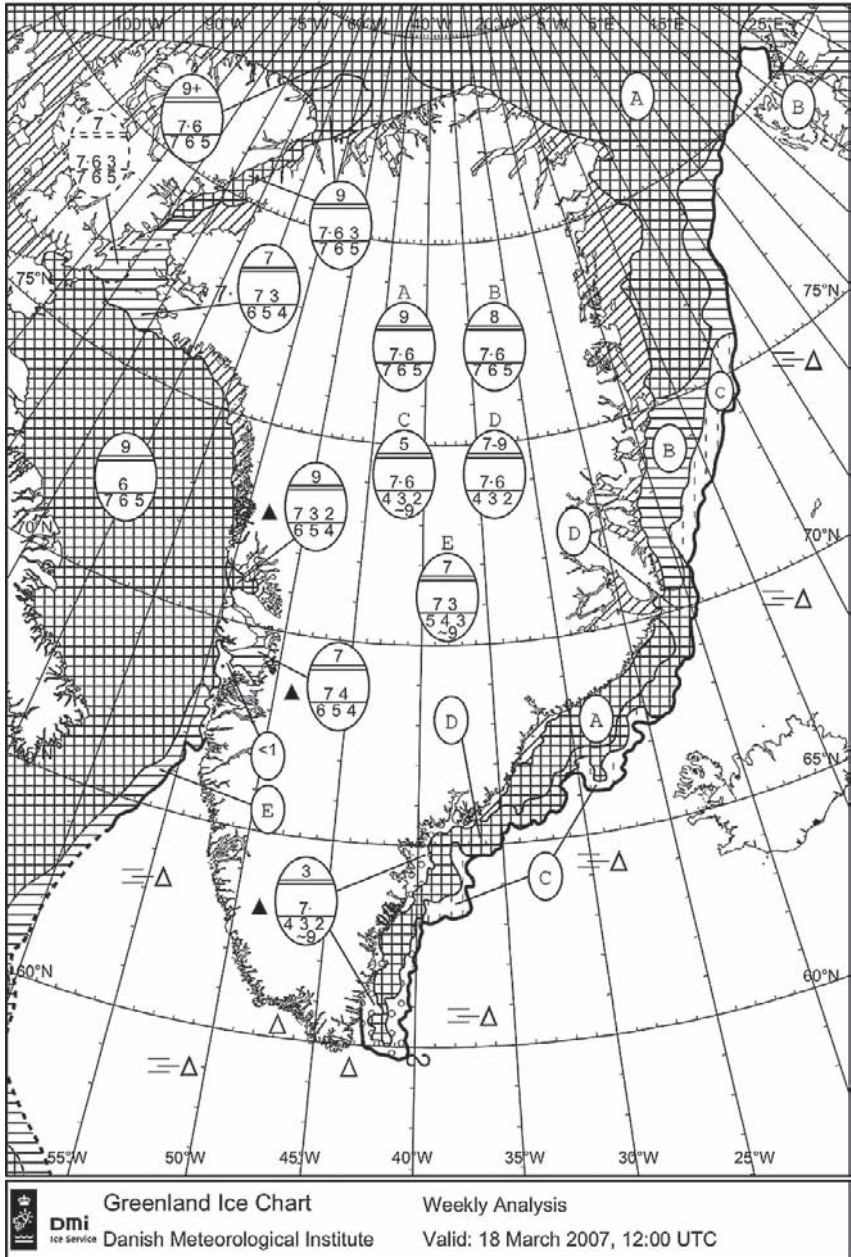 100°W 90°W 75°W 60°W 40°W 20°W 5°W 5°E 15°E 25°E
9+
7·6
7 6 5
A
B
7
7·6 3
7 6 5
9
7·6 3
7 6 5
75°N
7
7 3
6 5 4
7·
75°N
A B
9 8
7·6 7·6
7 6 5 7 6 5
C
C D
5 7-9
7·6 7·6
4 3 2 4 3 2
~9
B
9
6
7 6 5
9
7 3 2
6 5 4
0°N
D
70°N
E
7
7 3
5 4 3
~9
7
7 4
6 5 4
D
A
<1
65°N
E
3
7·
4 3 2
~9
C
60°N
60°N
55°W 50°W 45°W 40°W 35°W 30°W 25°W
DMi
Ice Service
Greenland Ice Chart
Danish Meteorological Institute
Weekly Analysis
Valid: 18 March 2007, 12:00 UTC